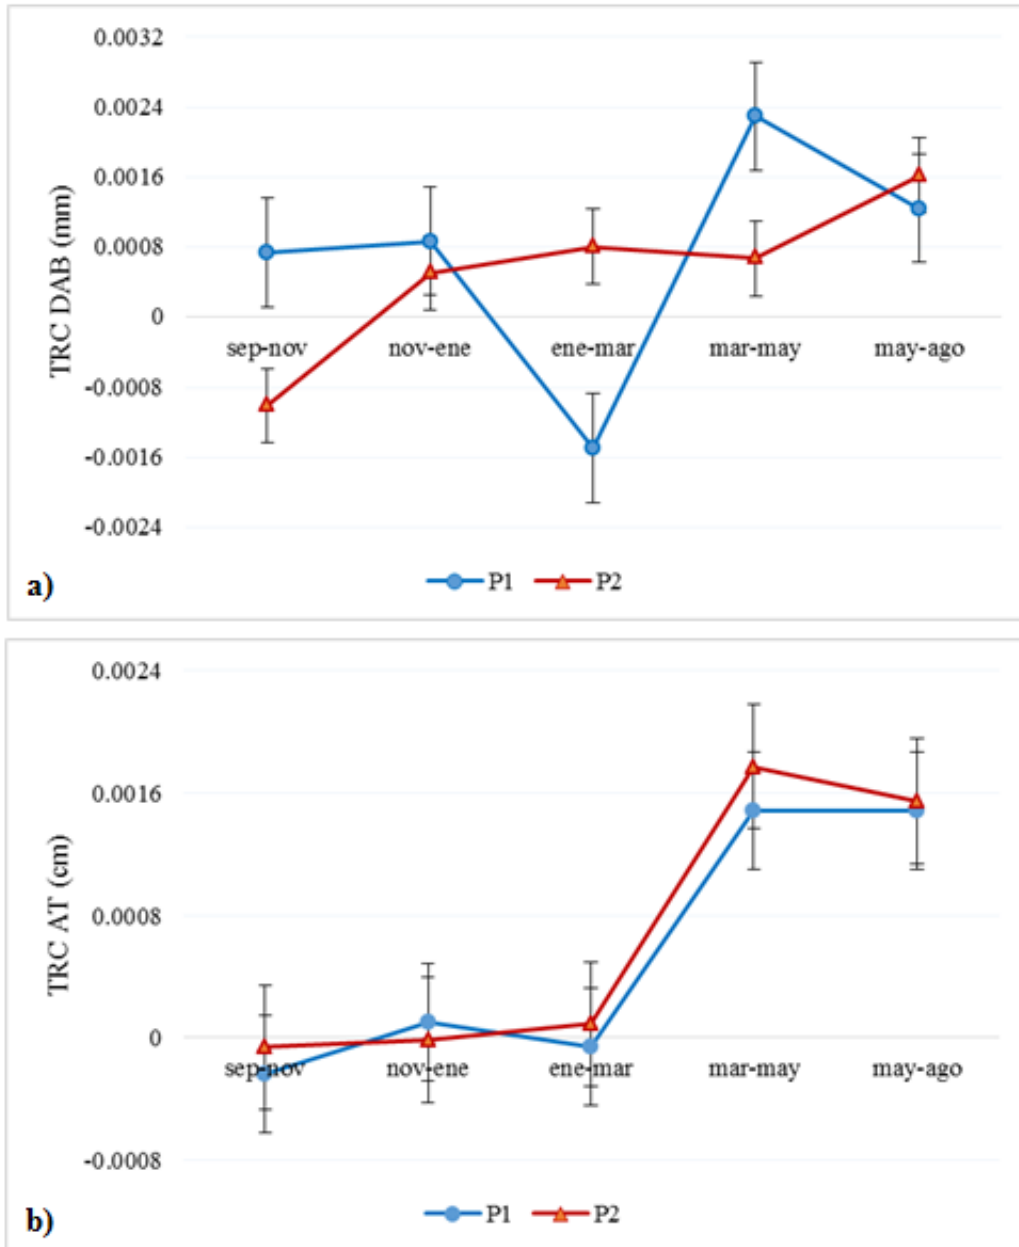 0.0032
0.0024
0.0016
0.0008
0
-0.0008
-0.0016
-0.0024
TRC DAB (mm)
sep-nov nov-ene ene-mar mar-may may-ago
P1 P2
a)
0.0024
0.0016
0.0008
0
-0.0008
TRC AT (cm)
sep-nov nov-ene ene-mar mar-may may-ago
P1 P2
b)